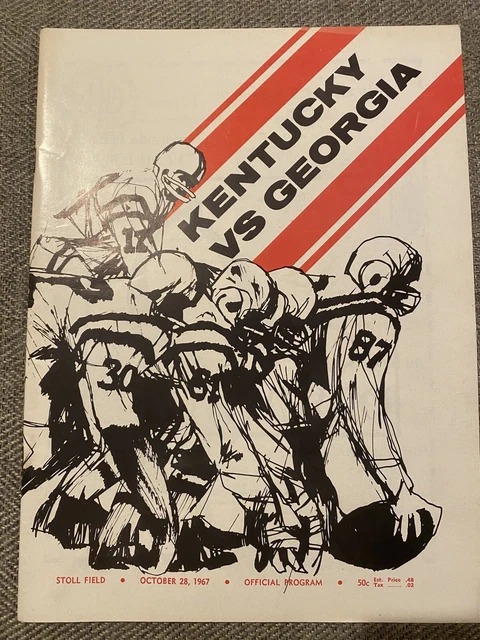 KENTUCKY
VS GEORGIA
12
30
87
STOLL FIELD • OCTOBER 28, 1967 • OFFICIAL PROGRAM • 50c Est. Price .48
Tax ........ .02